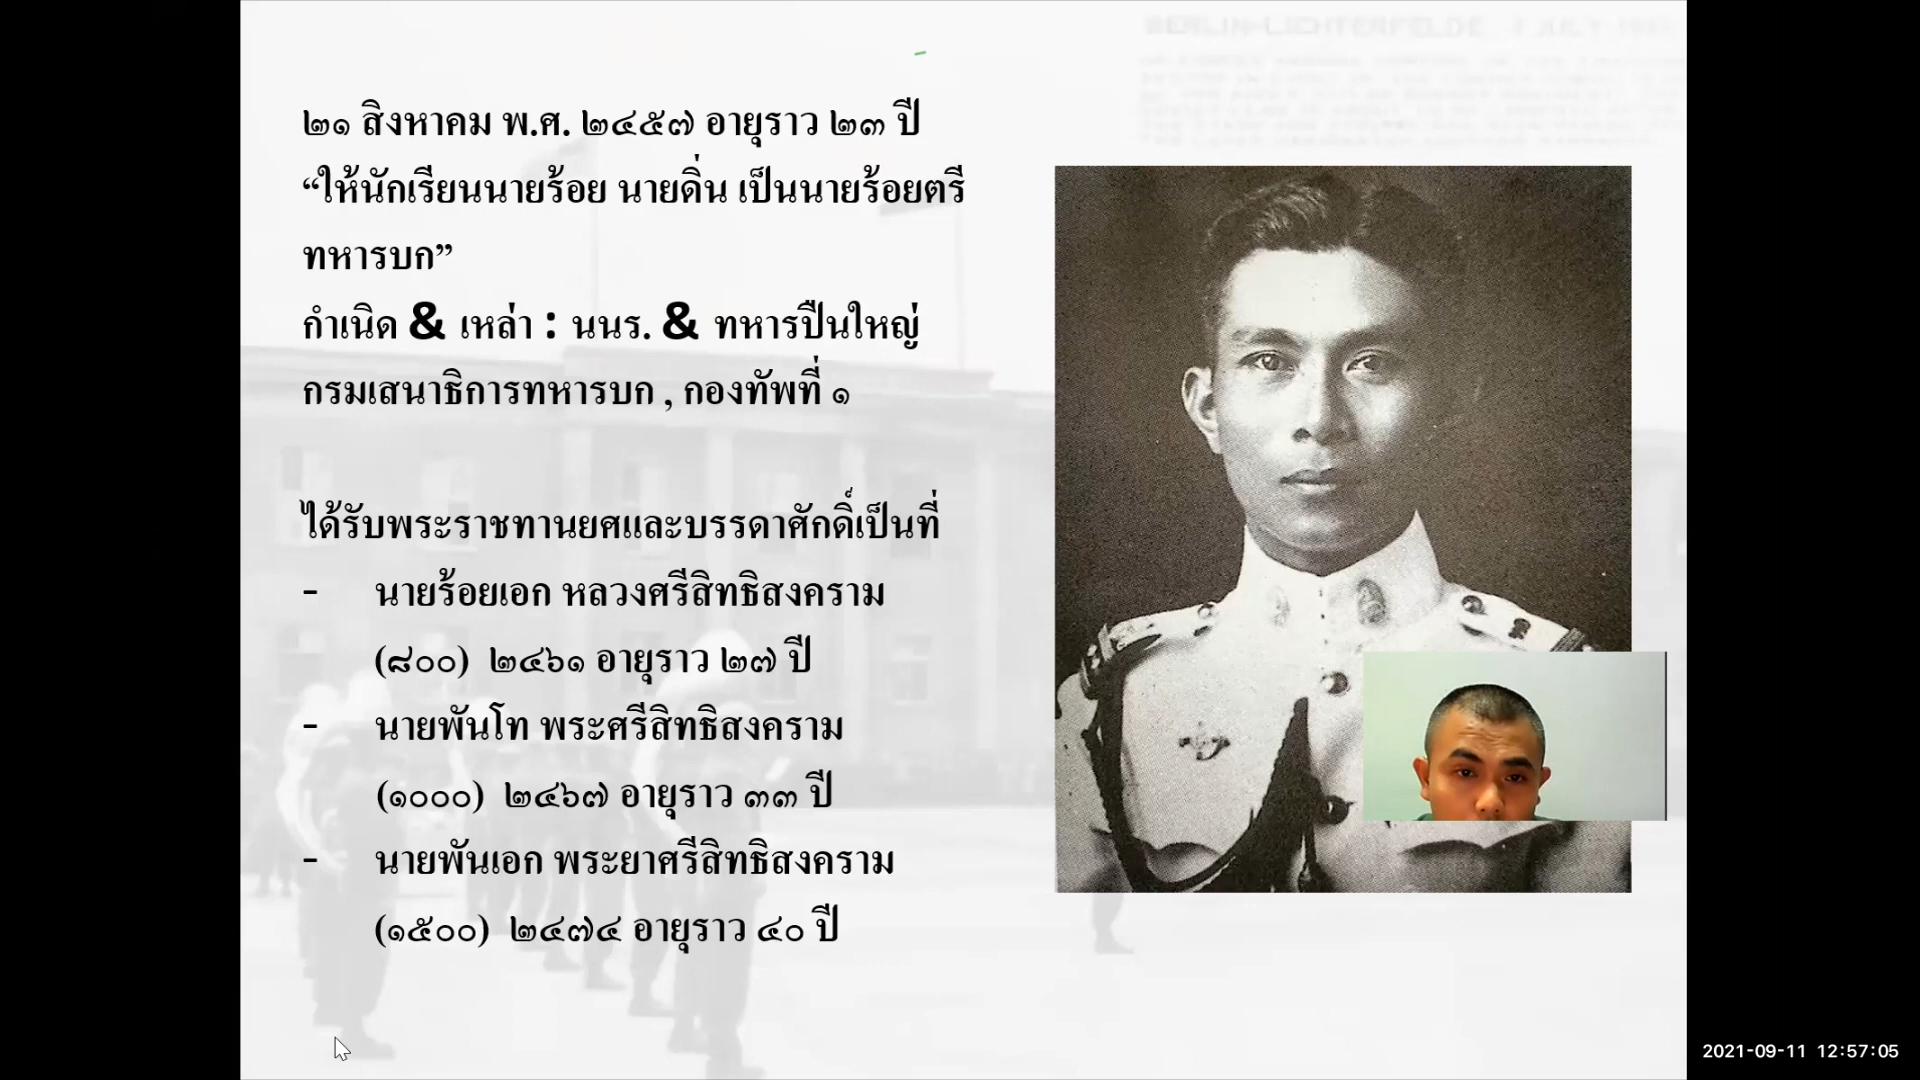 BERLIN-LICHTERFELDE
๒๑ สิงหาคม พ.ศ. ๒๔๕๗ อายุราว ๒๓ ปี
“ให้นักเรียนนายร้อย นายดิ่น เป็นนายร้อยตรี
ทหารบก”
กำเนิด & เหล่า : นนร. & ทหารปืนใหญ่
กรมเสนาธิการทหารบก , กองทัพที่ ๑
ได้รับพระราชทานยศและบรรดาศักดิ์เป็นที่
- นายร้อยเอก หลวงศรีสิทธิสงคราม
(๘๐๐) ๒๔๖๑ อายุราว ๒๗ ปี
- นายพันโท พระศรีสิทธิสงคราม
(๑๐๐๐) ๒๔๖๗ อายุราว ๓๓ ปี
- นายพันเอก พระยาศรีสิทธิสงคราม
(๑๕๐๐) ๒๔๗๔ อายุราว ๔๐ ปี
2021-09-11 12:57:05